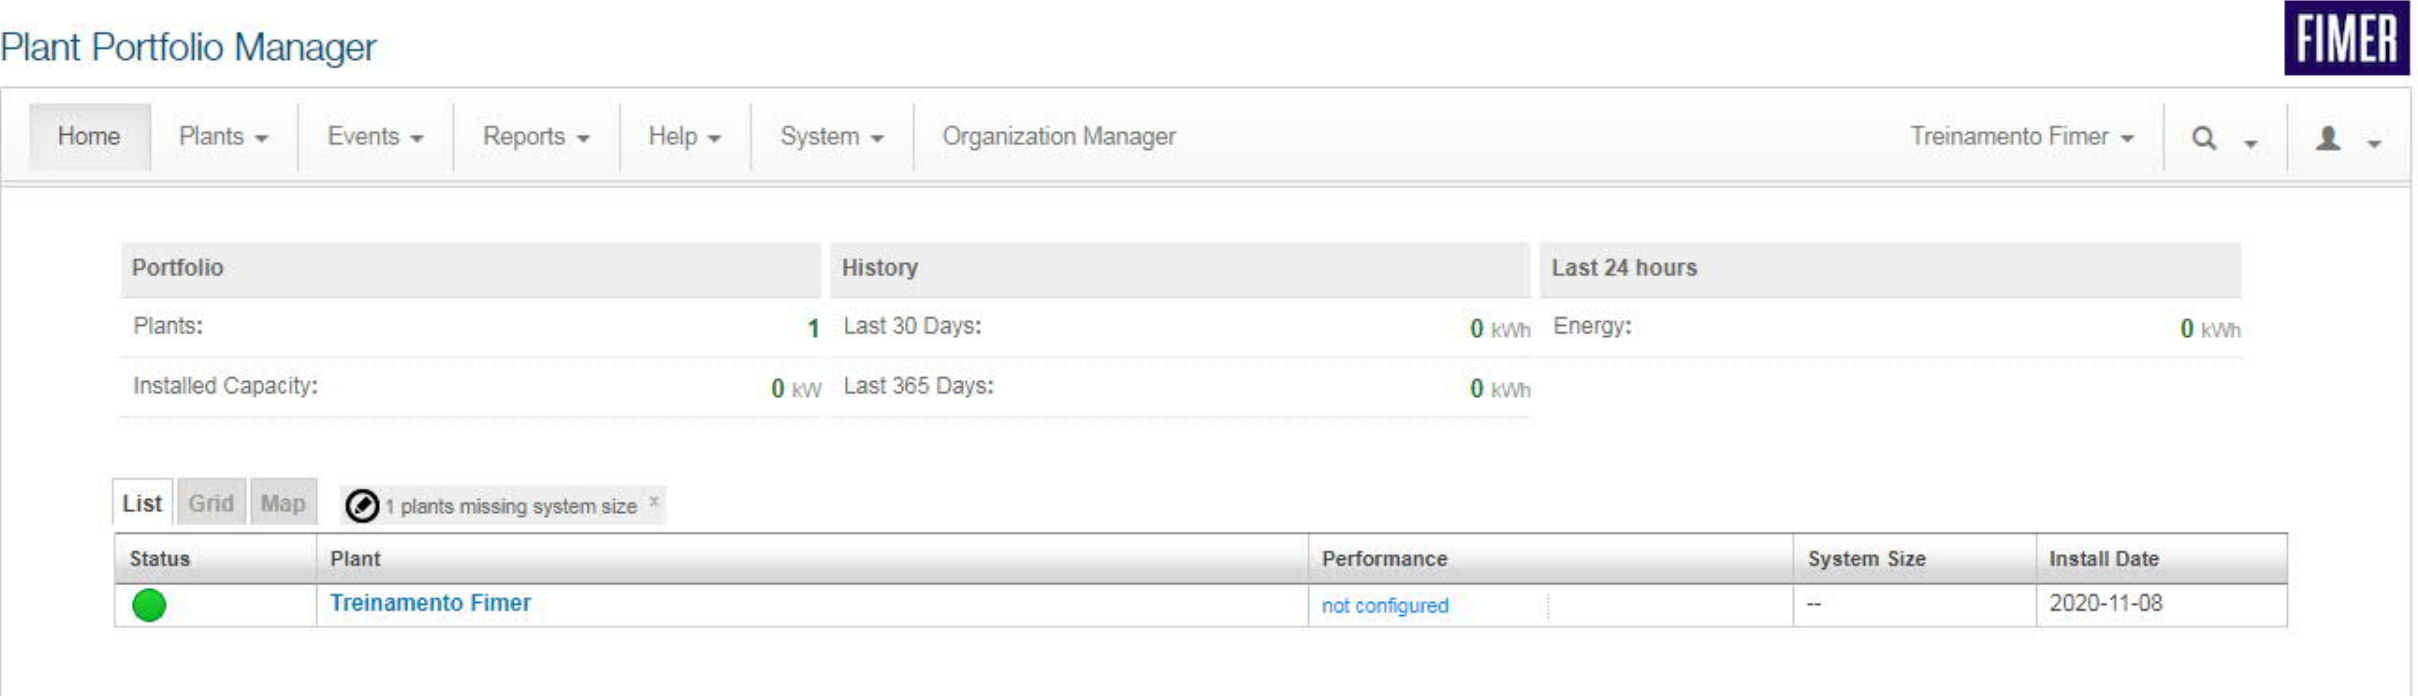 FIMER
Plant Portfolio Manager
Home Plants Events Reports Help System Organization Manager Treinamento Fimer
Portfolio History Last 24 hours
Plants: 1 Last 30 Days: 0 kWh Energy: 0 kWh
Installed Capacity: 0 kW Last 365 Days: 0 kWh
List Grid Map 1 plants missing system size x
Status Plant Performance System Size Install Date
Treinamento Fimer not configured -- 2020-11-08